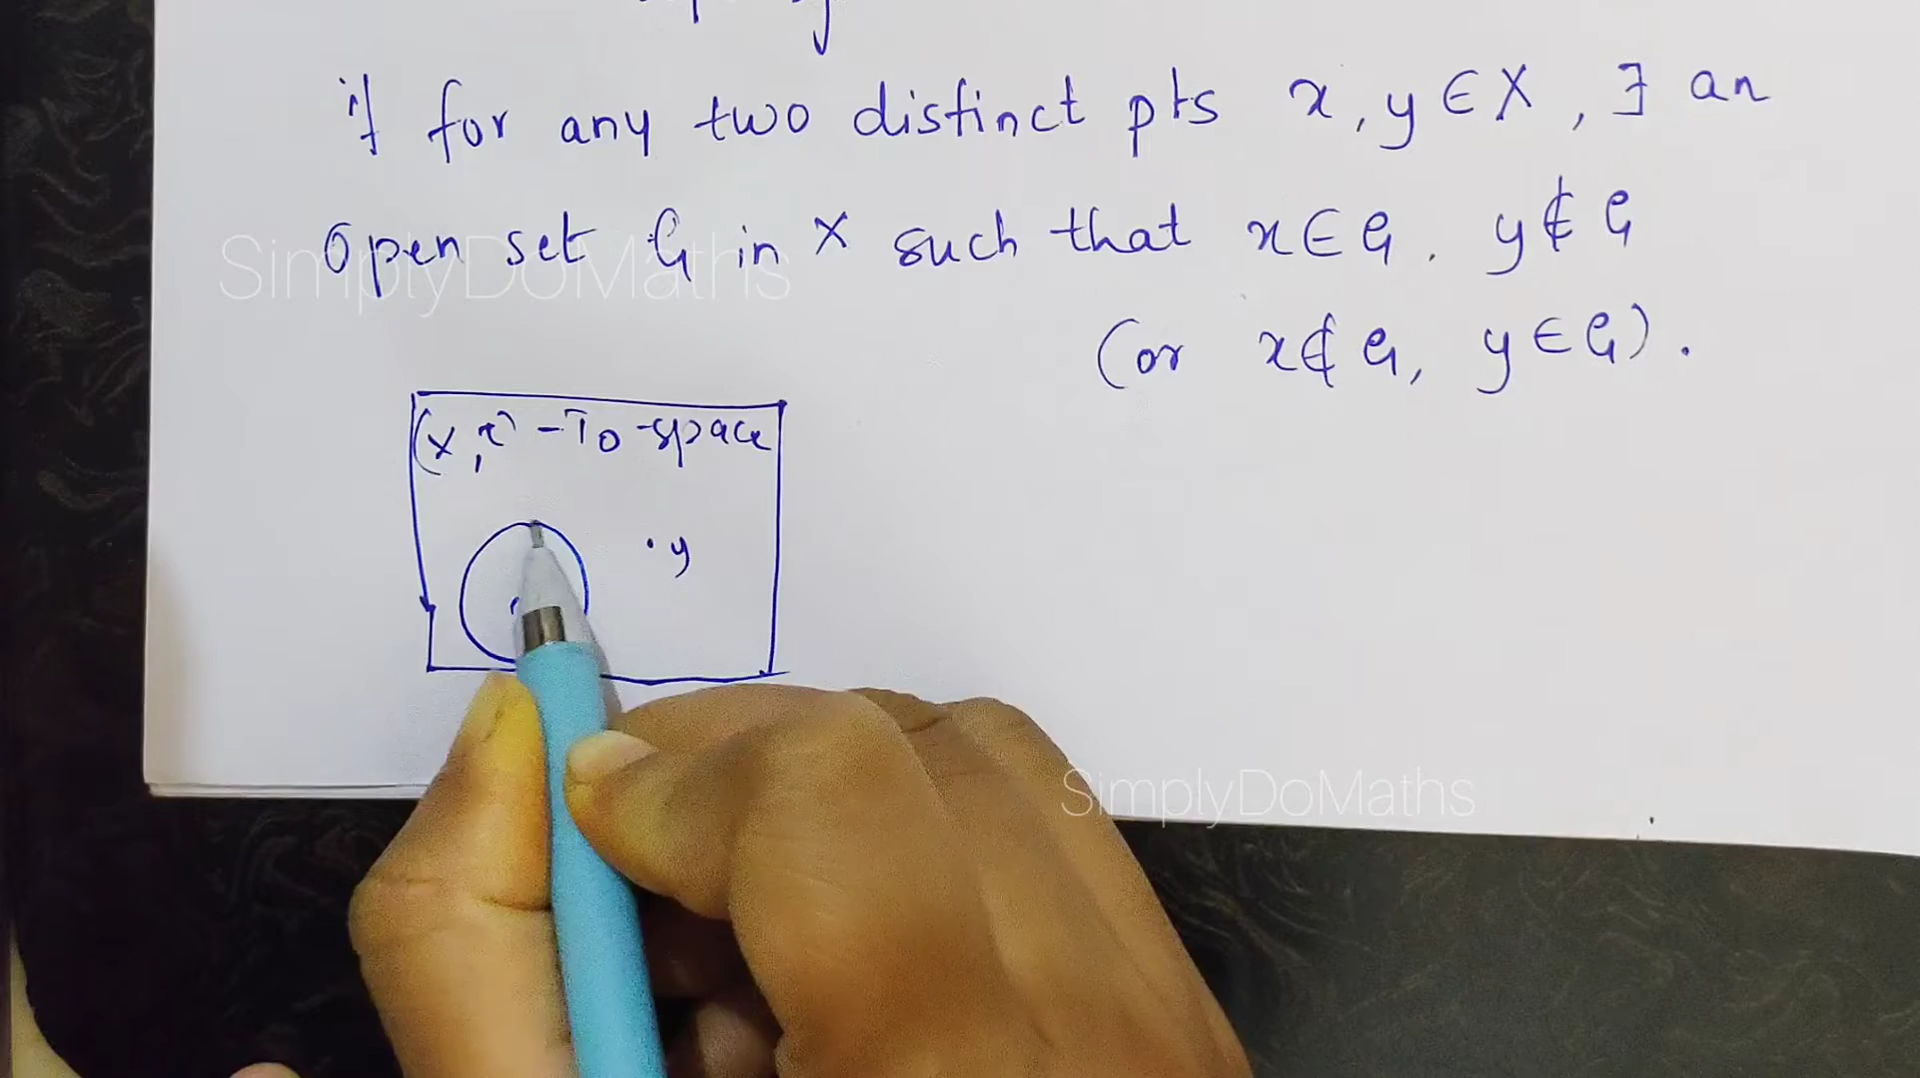 if for any two distinct pts x, y ∈ X, ∃ an
open set G in X such that x ∈ G, y ∉ G
(or x ∉ G, y ∈ G).
(X, τ) - T0 - space
. y
SimplyDoMaths
SimplyDoMaths